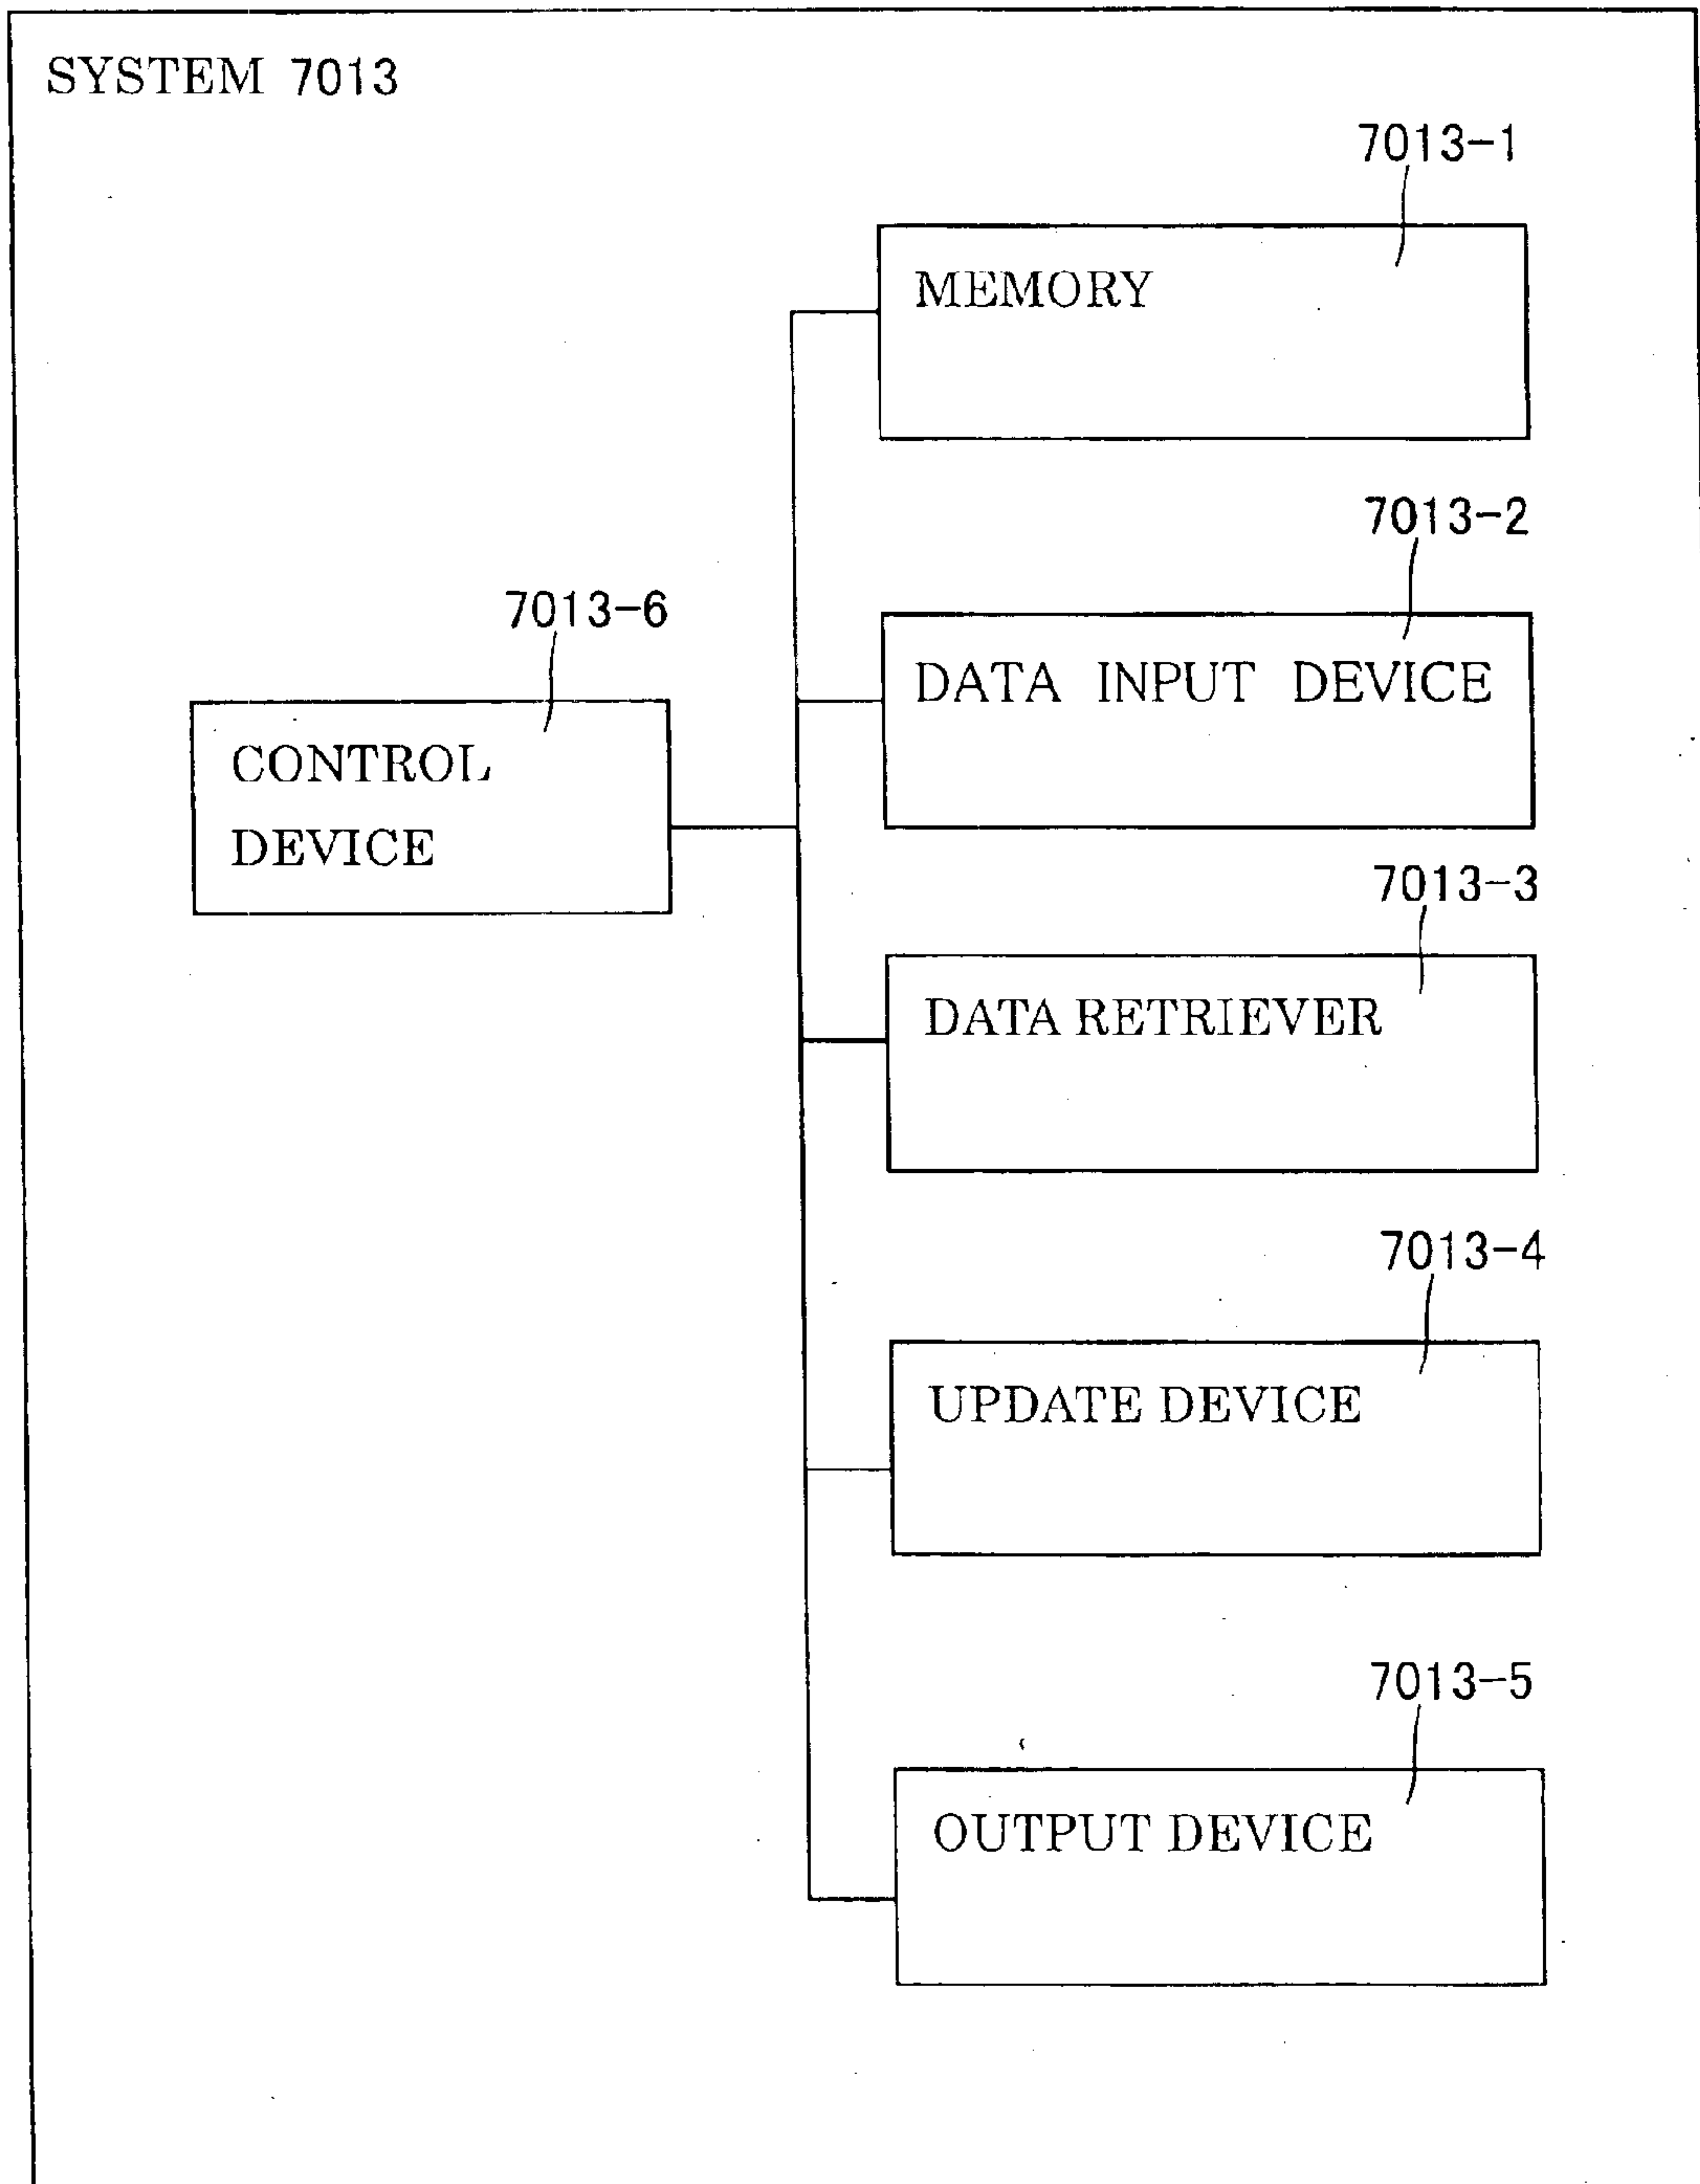 SYSTEM 7013
7013-1
MEMORY
7013-2
DATA INPUT DEVICE
7013-6
CONTROL
DEVICE
7013-3
DATA RETRIEVER
7013-4
UPDATE DEVICE
7013-5
OUTPUT DEVICE